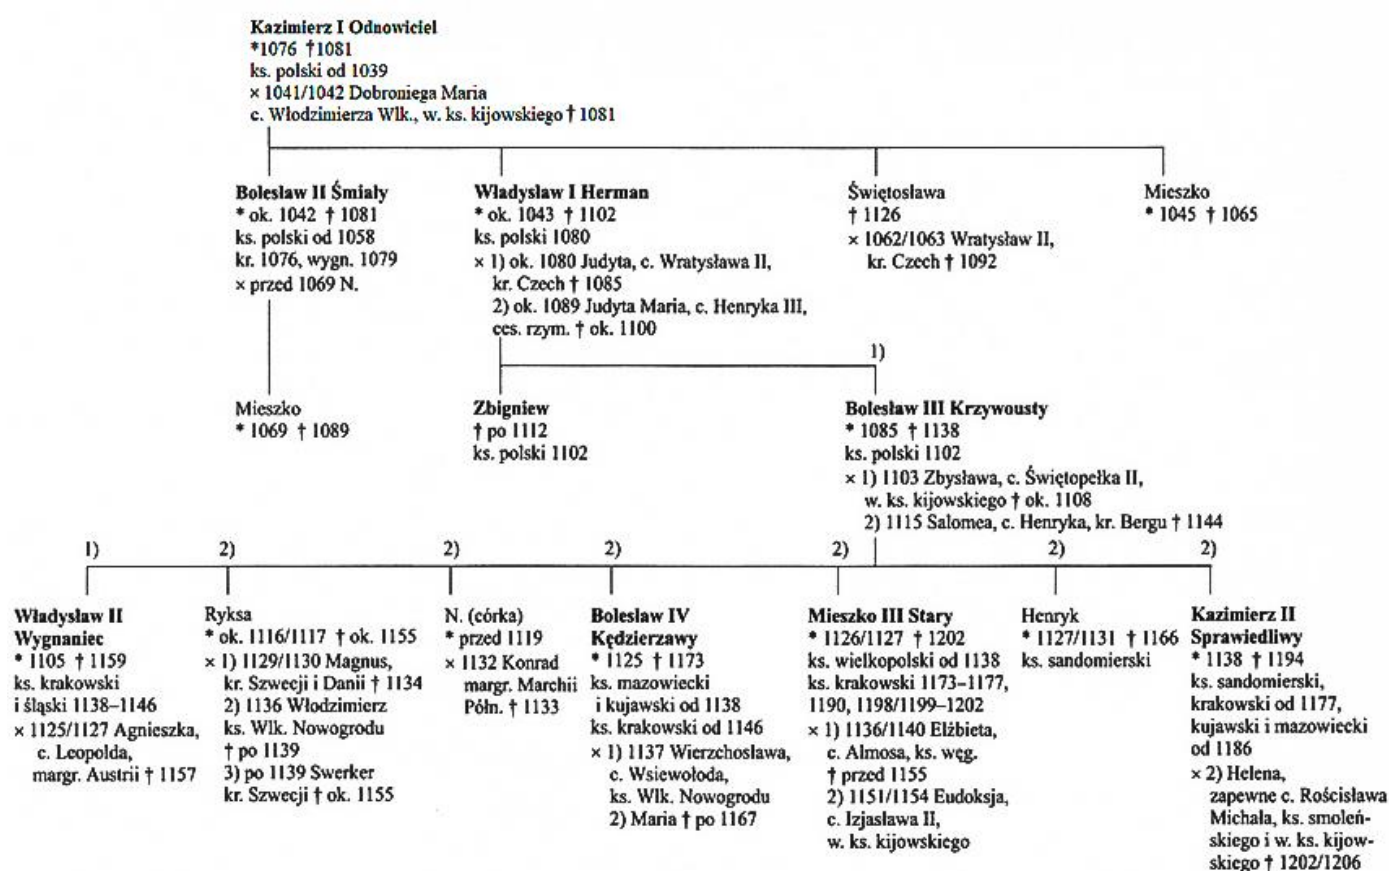 Kazimierz I Odnowiciel
*1076 †1081
ks. polski od 1039
× 1041/1042 Dobroniega Maria
c. Włodzimierza Wlk., w. ks. kijowskiego † 1081
Bolesław II Śmiały
* ok. 1042 † 1081
ks. polski od 1058
kr. 1076, wygn. 1079
× przed 1069 N.
Władysław I Herman
* ok. 1043 † 1102
ks. polski 1080
× 1) ok. 1080 Judyta, c. Wratysława II,
kr. Czech † 1085
2) ok. 1089 Judyta Maria, c. Henryka III,
ces. rzym. † ok. 1100
Świętosława
† 1126
× 1062/1063 Wratysław II,
kr. Czech † 1092
Mieszko
* 1045 † 1065
1)
Mieszko
* 1069 † 1089
Zbigniew
† po 1112
ks. polski 1102
Bolesław III Krzywousty
* 1085 † 1138
ks. polski 1102
× 1) 1103 Zbysława, c. Świętopełka II,
w. ks. kijowskiego † ok. 1108
2) 1115 Salomea, c. Henryka, kr. Bergu † 1144
1)
2)
2)
2)
2)
2)
2)
Władysław II
Wygnaniec
* 1105 † 1159
ks. krakowski
i śląski 1138–1146
× 1125/1127 Agnieszka,
c. Leopolda,
margr. Austrii † 1157
Ryksa
* ok. 1116/1117 † ok. 1155
× 1) 1129/1130 Magnus,
kr. Szwecji i Danii † 1134
2) 1136 Włodzimierz
ks. Wlk. Nowogrodu
† po 1139
3) po 1139 Swerker
kr. Szwecji † ok. 1155
N. (córka)
* przed 1119
× 1132 Konrad
margr. Marchii
Półn. † 1133
Bolesław IV
Kędzierzawy
* 1125 † 1173
ks. mazowiecki
i kujawski od 1138
ks. krakowski od 1146
× 1) 1137 Wierzchosława,
c. Wsiewołoda,
ks. Wlk. Nowogrodu
2) Maria † po 1167
Mieszko III Stary
* 1126/1127 † 1202
ks. wielkopolski od 1138
ks. krakowski 1173–1177,
1190, 1198/1199–1202
× 1) 1136/1140 Elżbieta,
c. Almosa, ks. węg.
† przed 1155
2) 1151/1154 Eudoksja,
c. Izjasława II,
w. ks. kijowskiego
Henryk
* 1127/1131 † 1166
ks. sandomierski
Kazimierz II
Sprawiedliwy
* 1138 † 1194
ks. sandomierski,
krakowski od 1177,
kujawski i mazowiecki
od 1186
× 2) Helena,
zapewne c. Rościsława
Michała, ks. smoleń-
skiego i w. ks. kijow-
skiego † 1202/1206